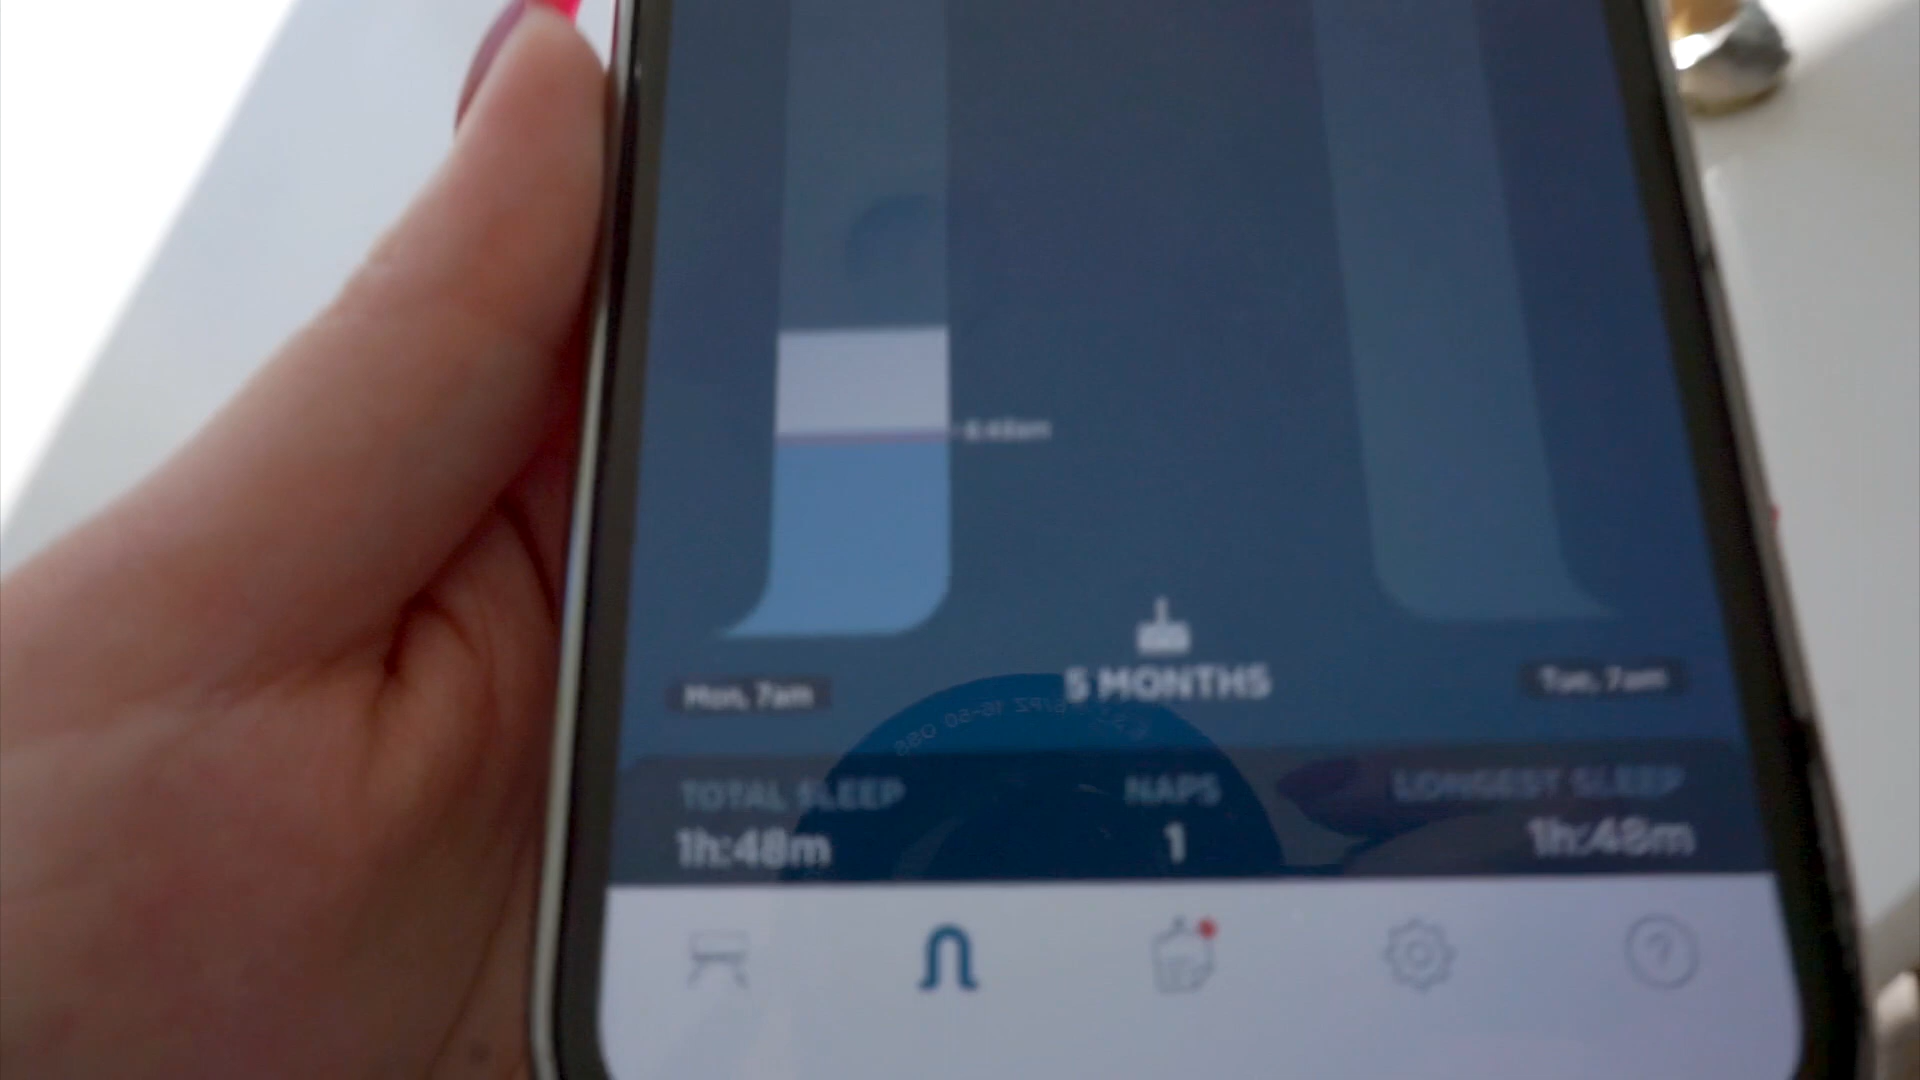 5 MONTHS
Mon, 7am
Tue, 7am
TOTAL SLEEP
1h:48m
NAPS
1
LONGEST SLEEP
1h:48m